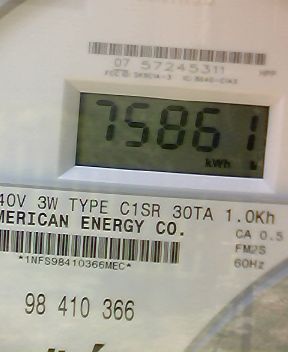 07 57245311 HPP
75861
kWh
40V 3W TYPE C1SR 30TA 1.0Kh
MERICAN ENERGY CO.
CA 0.5
FM2S
60Hz
*1NFS98410366MEC*
98 410 366